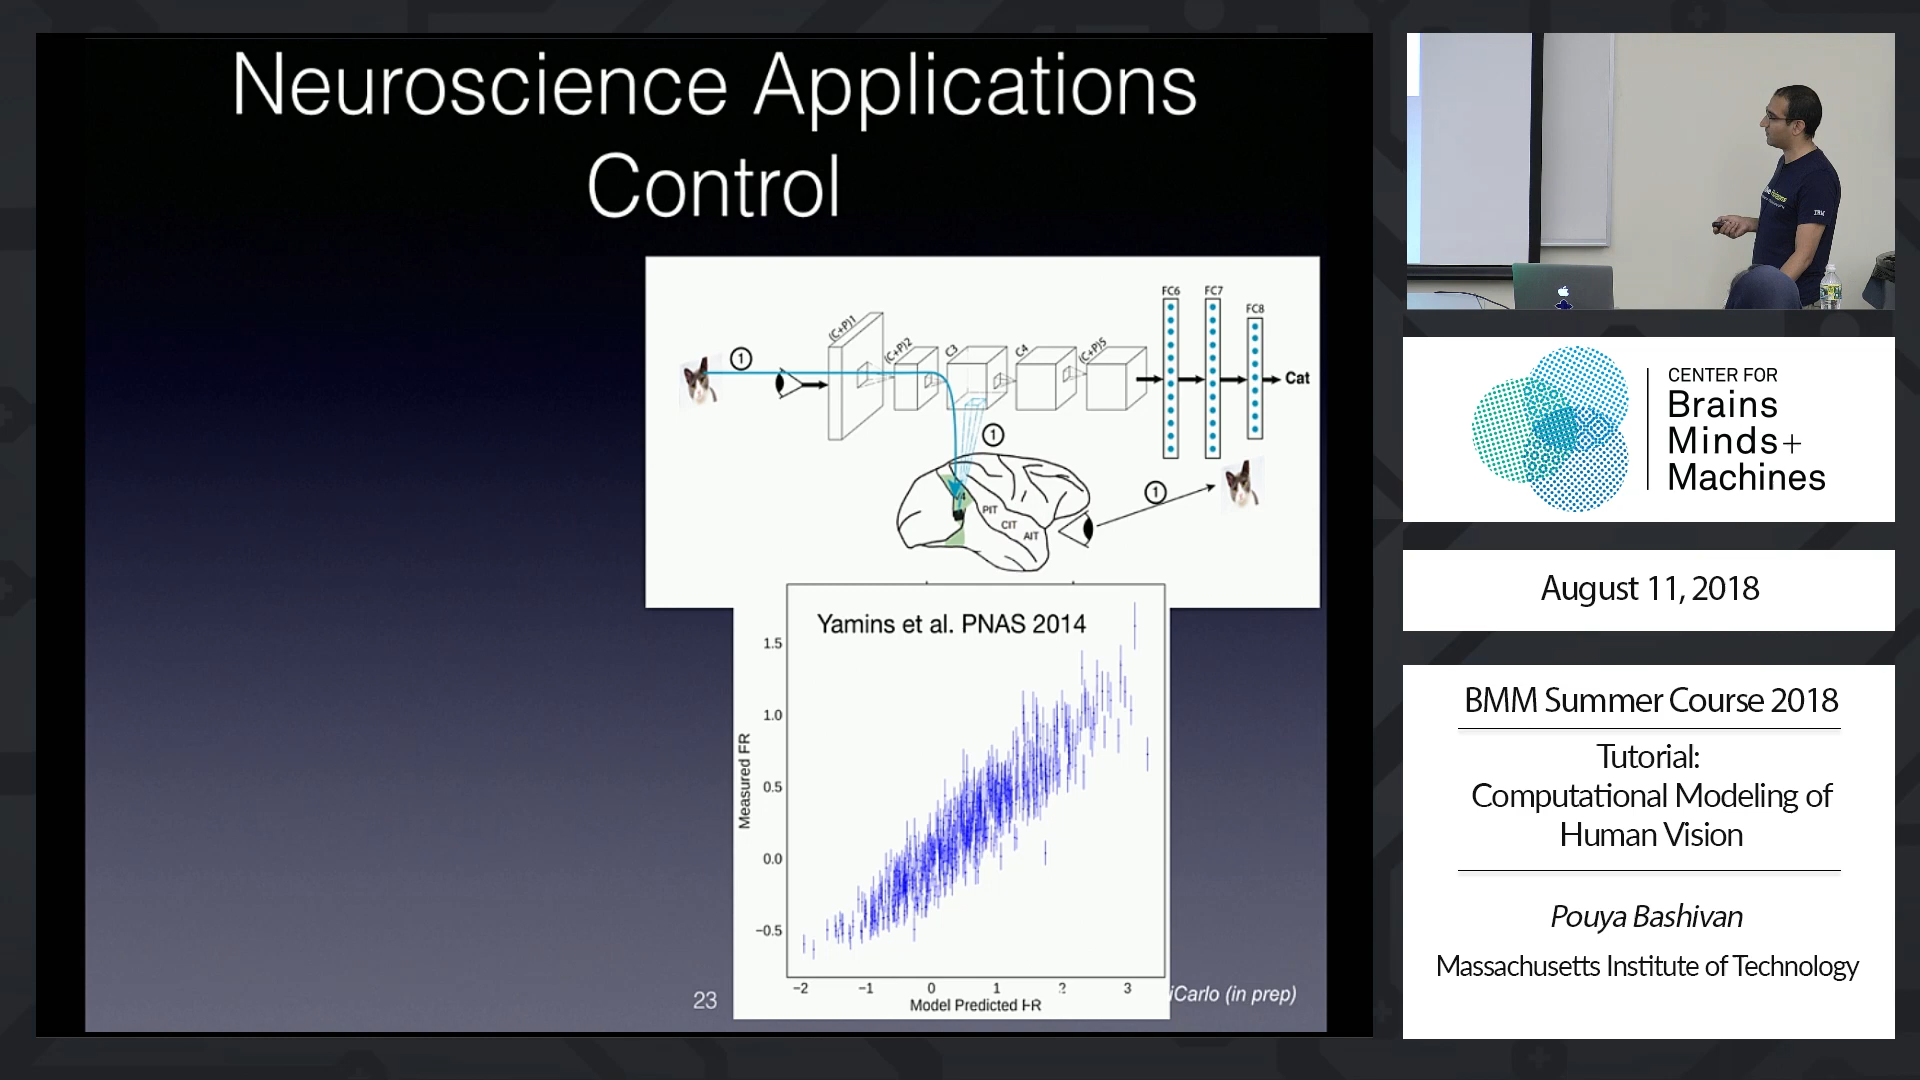 Neuroscience Applications
Control
FC6
FC7
FC8
(C+P)1
(C+P)2
C3
C4
(C+P)5
1
Cat
1
V4
PIT
CIT
AIT
1
Yamins et al. PNAS 2014
1.5
1.0
0.5
0.0
−0.5
Measured FR
−2
−1
0
1
2
3
Model Predicted FR
23
iCarlo (in prep)
IBM
CENTER FOR
Brains
Minds+
Machines
August 11, 2018
BMM Summer Course 2018
Tutorial:
Computational Modeling of
Human Vision
Pouya Bashivan
Massachusetts Institute of Technology